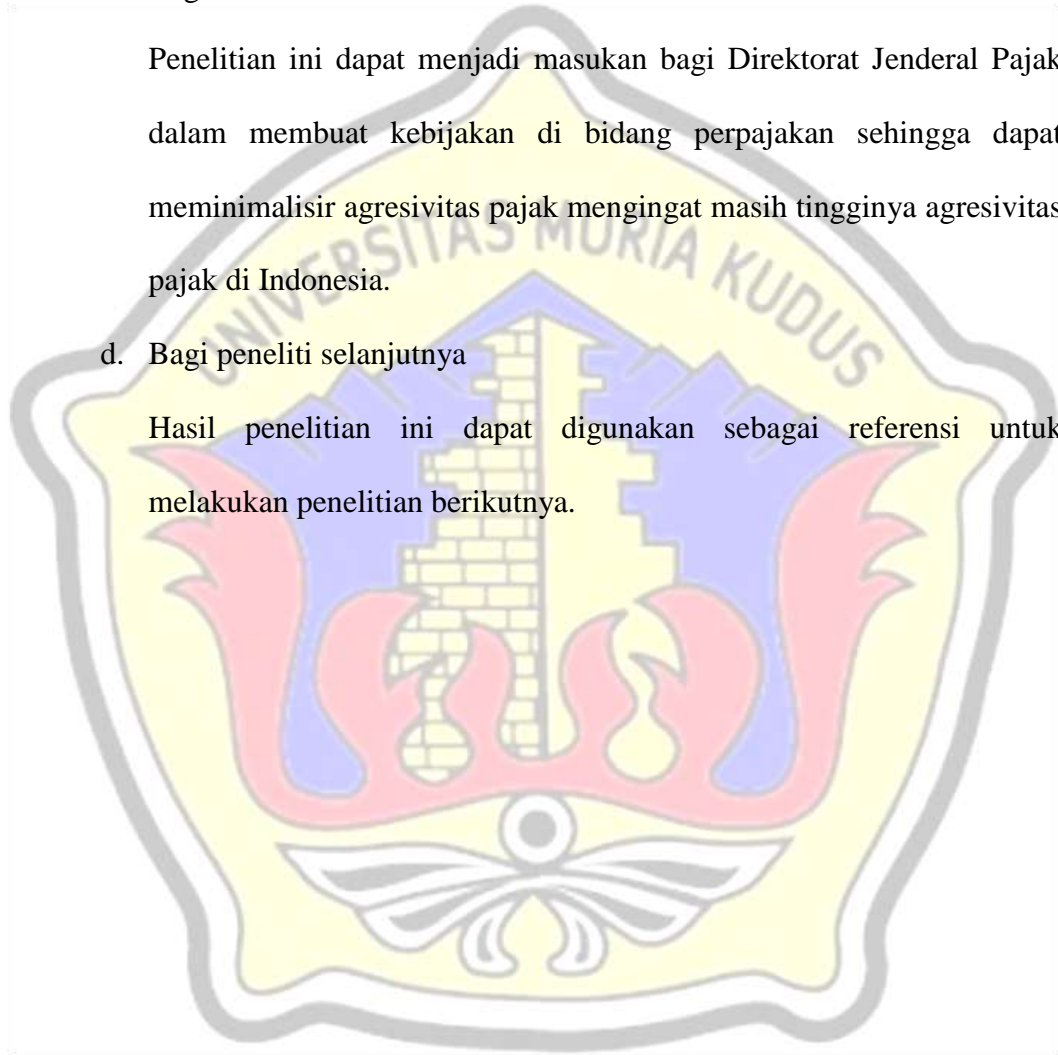 Penelitian ini dapat menjadi masukan bagi Direktorat Jenderal Pajak
dalam membuat kebijakan di bidang perpajakan sehingga dapat
meminimalisir agresivitas pajak mengingat masih tingginya agresivitas
pajak di Indonesia.
UNIVERSITAS MURIA KUDUS
d. Bagi peneliti selanjutnya
Hasil penelitian ini dapat digunakan sebagai referensi untuk
melakukan penelitian berikutnya.